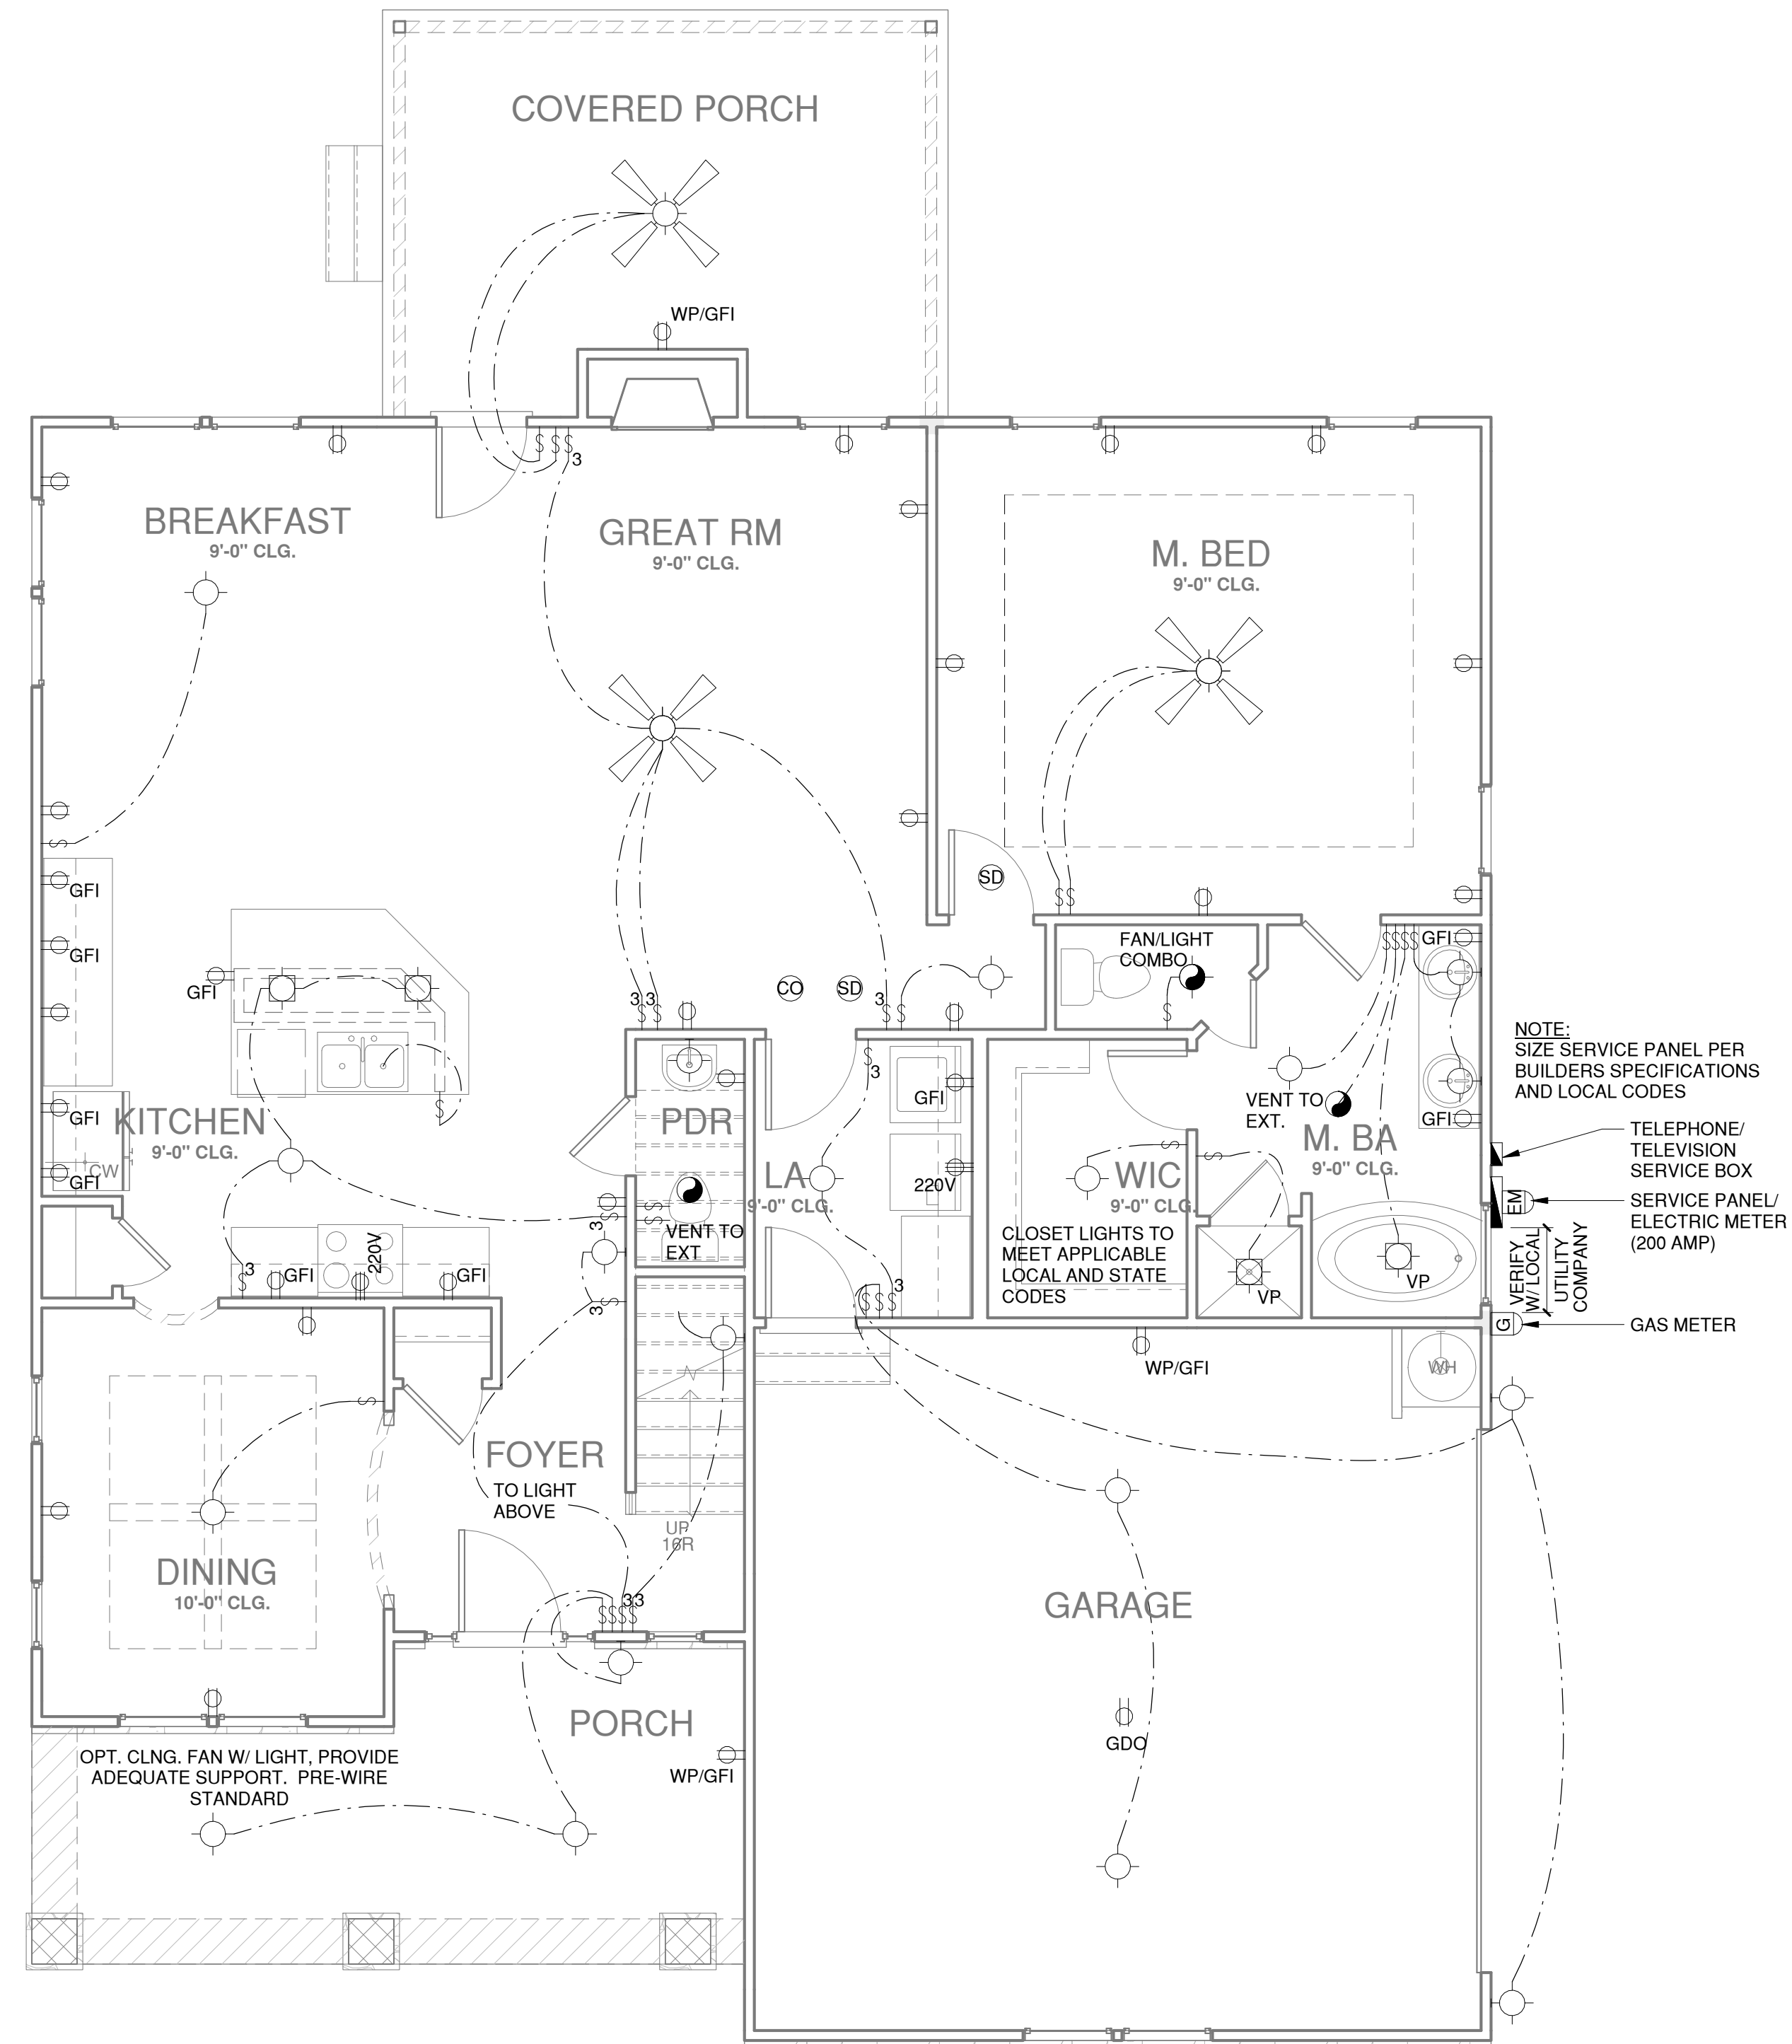 COVERED PORCH
WP/GFI
3
BREAKFAST
9'-0" CLG.
GREAT RM
9'-0" CLG.
M. BED
9'-0" CLG.
SD
GFI
GFI
GFI
3 3
CO
SD
3
FAN/LIGHT
COMBO
GFI
NOTE:
SIZE SERVICE PANEL PER
BUILDERS SPECIFICATIONS
AND LOCAL CODES
3
GFI
VENT TO
EXT.
GFI
GFI
KITCHEN
9'-0" CLG.
CW
GFI
PDR
LA
9'-0" CLG.
220V
WIC
9'-0" CLG.
M. BA
9'-0" CLG.
TELEPHONE/
TELEVISION
SERVICE BOX
EM
SERVICE PANEL/
ELECTRIC METER
(200 AMP)
3
VENT TO
EXT
CLOSET LIGHTS TO
MEET APPLICABLE
LOCAL AND STATE
CODES
VERIFY
W/ LOCAL
UTILITY
COMPANY
3
GFI
220V
GFI
3
3
VP
VP
G
GAS METER
WP/GFI
WH
FOYER
TO LIGHT
ABOVE
UP
16R
DINING
10'-0" CLG.
33
GARAGE
PORCH
GDO
WP/GFI
OPT. CLNG. FAN W/ LIGHT, PROVIDE
ADEQUATE SUPPORT. PRE-WIRE
STANDARD